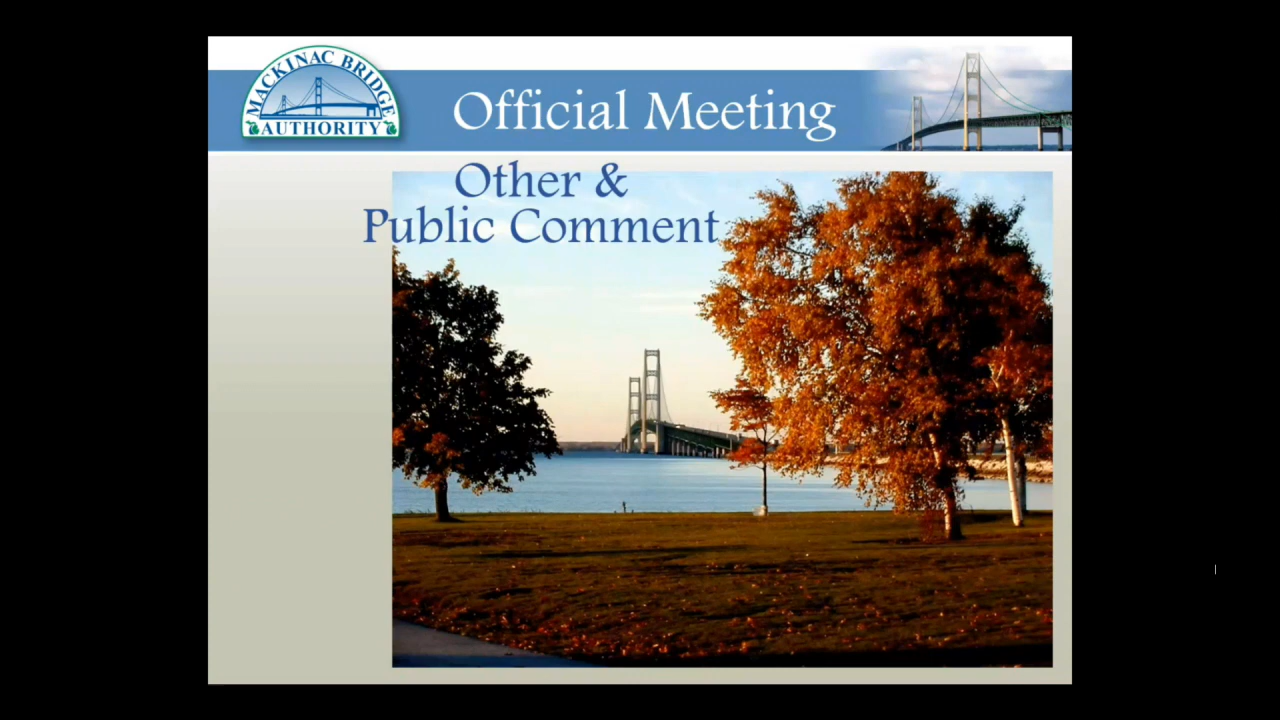 MACKINAC BRIDGE
AUTHORITY
Official Meeting
Other &
Public Comment